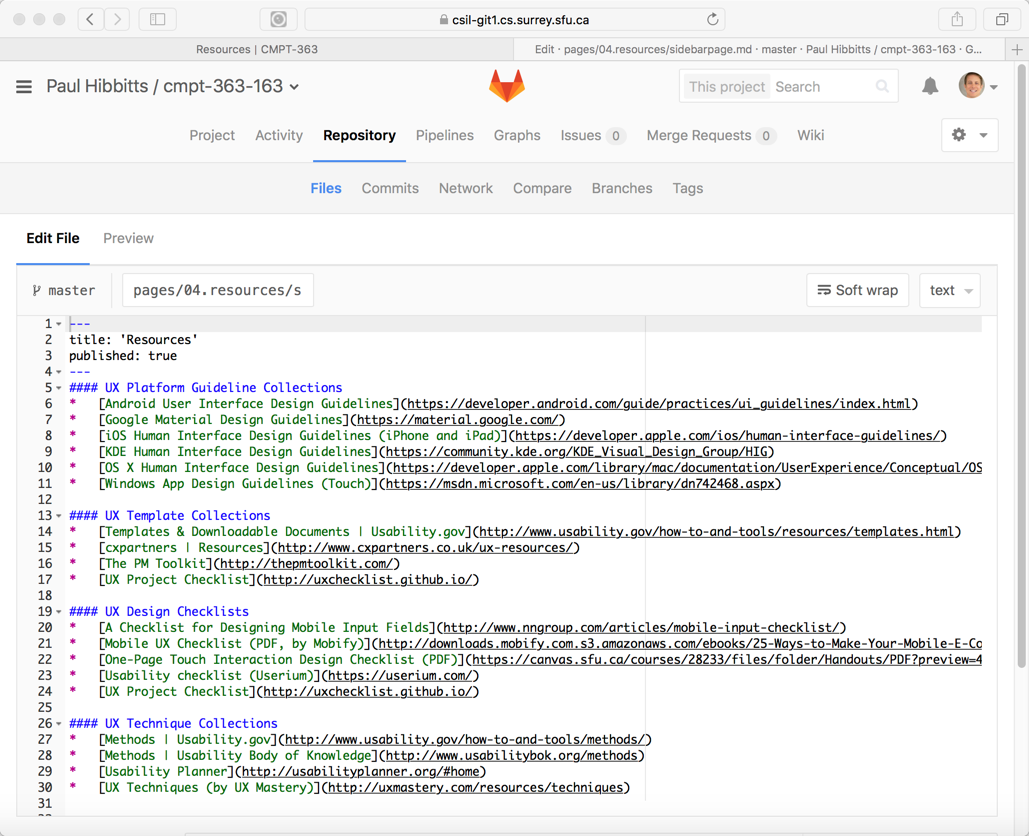 csil-git1.cs.surrey.sfu.ca
Resources | CMPT-363
Edit · pages/04.resources/sidebarpage.md · master · Paul Hibbitts / cmpt-363-163 · G...
Paul Hibbitts / cmpt-363-163
This project Search
Project Activity Repository Pipelines Graphs Issues 0 Merge Requests 0 Wiki
Files Commits Network Compare Branches Tags
Edit File Preview
master pages/04.resources/s Soft wrap text
1 ---
2 title: 'Resources'
3 published: true
4 ---
5 #### UX Platform Guideline Collections
6 * [Android User Interface Design Guidelines](https://developer.android.com/guide/practices/ui_guidelines/index.html)
7 * [Google Material Design Guidelines](https://material.google.com/)
8 * [iOS Human Interface Design Guidelines (iPhone and iPad)](https://developer.apple.com/ios/human-interface-guidelines/)
9 * [KDE Human Interface Design Guidelines](https://community.kde.org/KDE_Visual_Design_Group/HIG)
10 * [OS X Human Interface Design Guidelines](https://developer.apple.com/library/mac/documentation/UserExperience/Conceptual/OS
11 * [Windows App Design Guidelines (Touch)](https://msdn.microsoft.com/en-us/library/dn742468.aspx)
12
13 #### UX Template Collections
14 * [Templates & Downloadable Documents | Usability.gov](http://www.usability.gov/how-to-and-tools/resources/templates.html)
15 * [cxpartners | Resources](http://www.cxpartners.co.uk/ux-resources/)
16 * [The PM Toolkit](http://thepmtoolkit.com/)
17 * [UX Project Checklist](http://uxchecklist.github.io/)
18
19 #### UX Design Checklists
20 * [A Checklist for Designing Mobile Input Fields](http://www.nngroup.com/articles/mobile-input-checklist/)
21 * [Mobile UX Checklist (PDF, by Mobify)](http://downloads.mobify.com.s3.amazonaws.com/ebooks/25-Ways-to-Make-Your-Mobile-E-Co
22 * [One-Page Touch Interaction Design Checklist (PDF)](https://canvas.sfu.ca/courses/28233/files/folder/Handouts/PDF?preview=4
23 * [Usability checklist (Userium)](https://userium.com/)
24 * [UX Project Checklist](http://uxchecklist.github.io/)
25
26 #### UX Technique Collections
27 * [Methods | Usability.gov](http://www.usability.gov/how-to-and-tools/methods/)
28 * [Methods | Usability Body of Knowledge](http://www.usabilitybok.org/methods)
29 * [Usability Planner](http://usabilityplanner.org/#home)
30 * [UX Techniques (by UX Mastery)](http://uxmastery.com/resources/techniques)
31